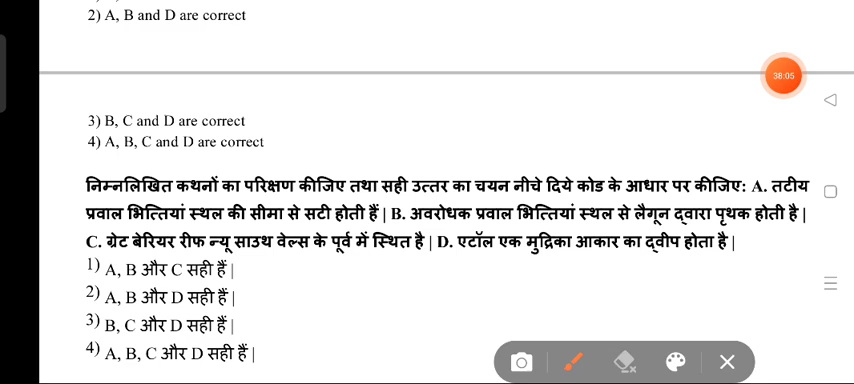 2) A, B and D are correct
38:05
3) B, C and D are correct
4) A, B, C and D are correct
निम्नलिखित कथनों का परिक्षण कीजिए तथा सही उत्तर का चयन नीचे दिये कोड के आधार पर कीजिए: A. तटीय
प्रवाल भित्तियां स्थल की सीमा से सटी होती हैं | B. अवरोधक प्रवाल भित्तियां स्थल से लैगून द्वारा पृथक होती है |
C. ग्रेट बेरियर रीफ न्यू साउथ वेल्स के पूर्व में स्थित है | D. एटॉल एक मुद्रिका आकार का द्वीप होता है |
1) A, B और C सही हैं |
2) A, B और D सही हैं |
3) B, C और D सही हैं |
4) A, B, C और D सही हैं |